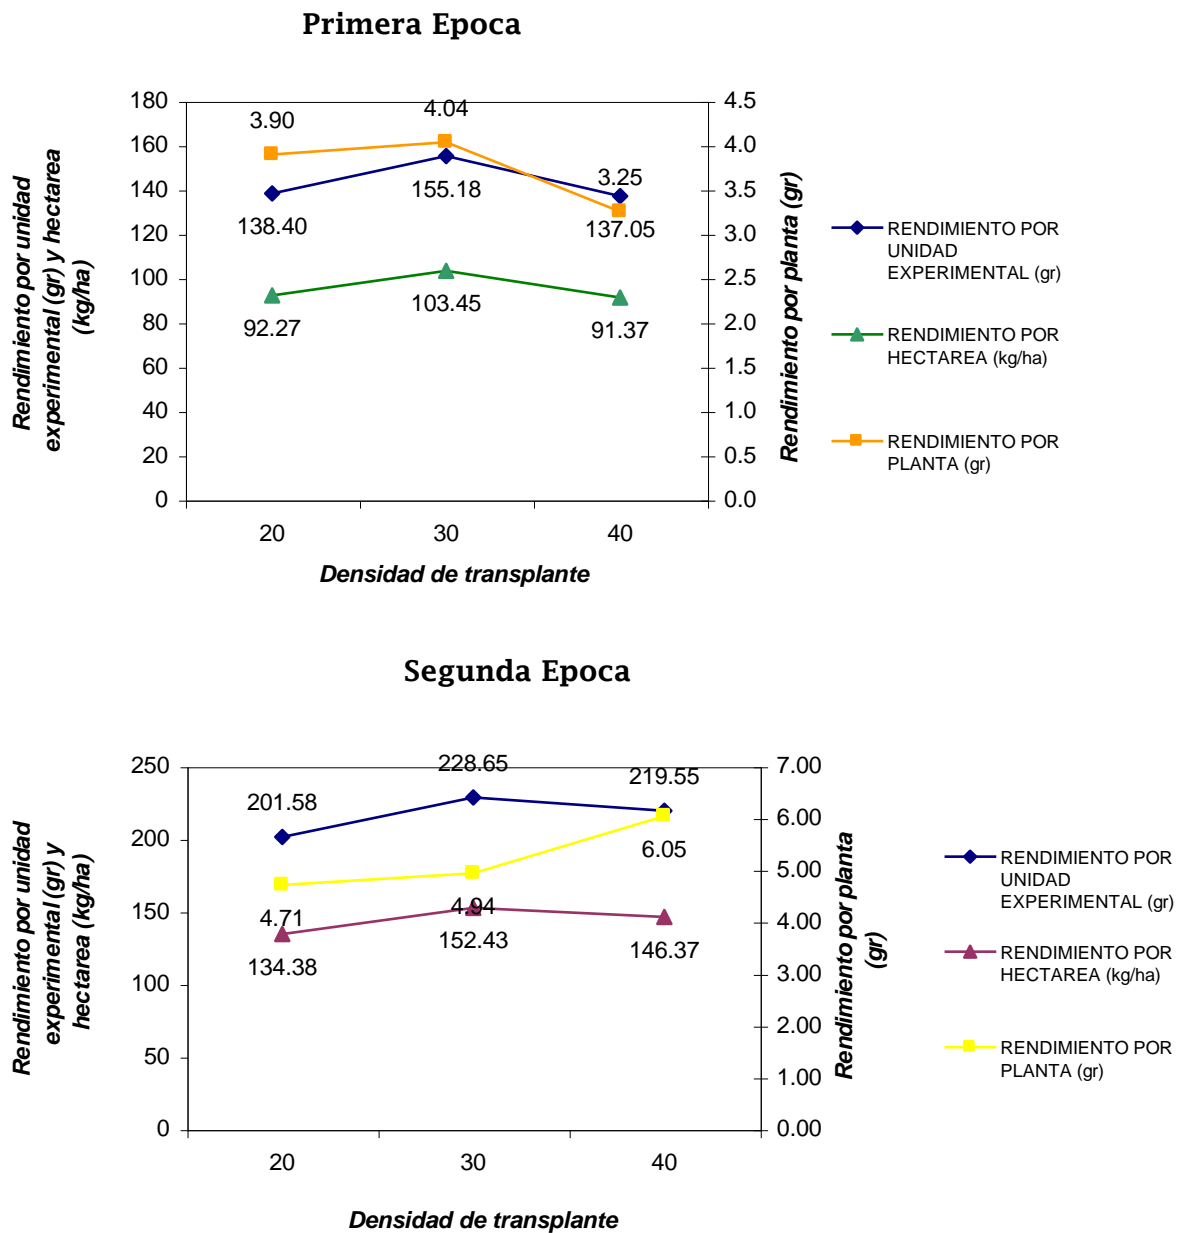 Primera Epoca
180
160
140
120
100
80
60
40
20
0
4.5
4.0
3.5
3.0
2.5
2.0
1.5
1.0
0.5
0.0
3.90
4.04
3.25
138.40
155.18
137.05
92.27
103.45
91.37
20
30
40
Rendimiento por unidad
experimental (gr) y hectarea
(kg/ha)
Rendimiento por planta (gr)
Densidad de transplante
RENDIMIENTO POR
UNIDAD
EXPERIMENTAL (gr)
RENDIMIENTO POR
HECTAREA (kg/ha)
RENDIMIENTO POR
PLANTA (gr)
Segunda Epoca
250
200
150
100
50
0
7.00
6.00
5.00
4.00
3.00
2.00
1.00
0.00
201.58
228.65
219.55
4.71
4.94
6.05
134.38
152.43
146.37
20
30
40
Rendimiento por unidad
experimental (gr) y
hectarea (kg/ha)
Rendimiento por planta
(gr)
Densidad de transplante
RENDIMIENTO POR
UNIDAD
EXPERIMENTAL (gr)
RENDIMIENTO POR
HECTAREA (kg/ha)
RENDIMIENTO POR
PLANTA (gr)